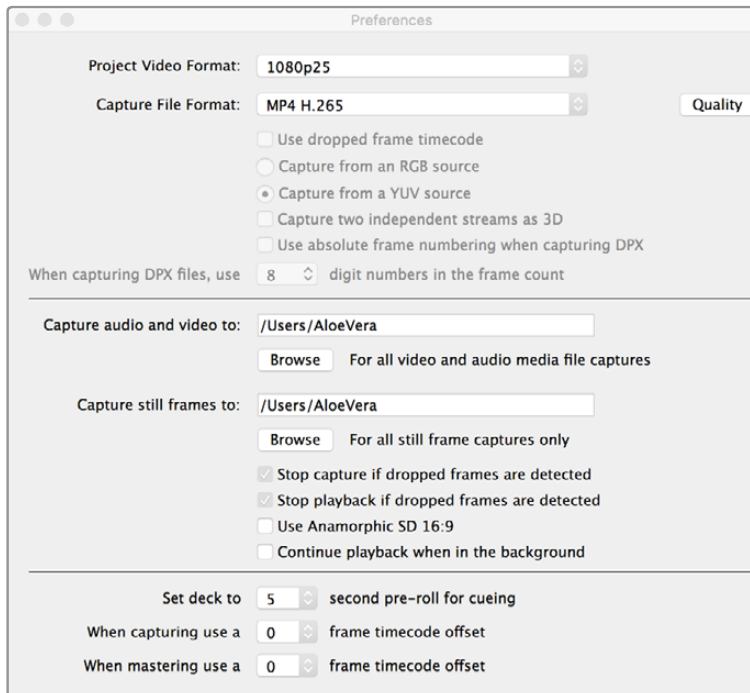 Preferences
Project Video Format: 1080p25
Capture File Format: MP4 H.265 Quality
Use dropped frame timecode
Capture from an RGB source
Capture from a YUV source
Capture two independent streams as 3D
Use absolute frame numbering when capturing DPX
When capturing DPX files, use 8 digit numbers in the frame count
Capture audio and video to: /Users/AloeVera
Browse For all video and audio media file captures
Capture still frames to: /Users/AloeVera
Browse For all still frame captures only
Stop capture if dropped frames are detected
Stop playback if dropped frames are detected
Use Anamorphic SD 16:9
Continue playback when in the background
Set deck to 5 second pre-roll for cueing
When capturing use a 0 frame timecode offset
When mastering use a 0 frame timecode offset